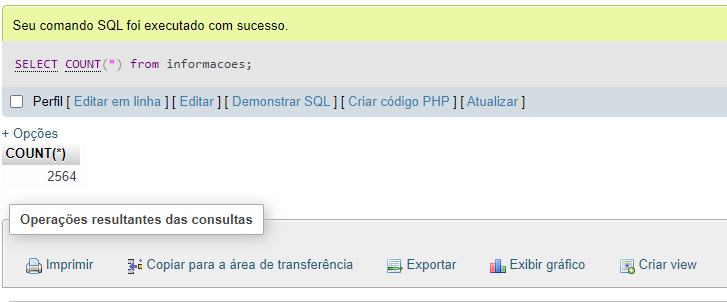 Seu comando SQL foi executado com sucesso.
SELECT COUNT(*) from informacoes;
Perfil [ Editar em linha ] [ Editar ] [ Demonstrar SQL ] [ Criar código PHP ] [ Atualizar ]
+ Opções
COUNT(*)
2564
Operações resultantes das consultas
Imprimir Copiar para a área de transferência Exportar Exibir gráfico Criar view